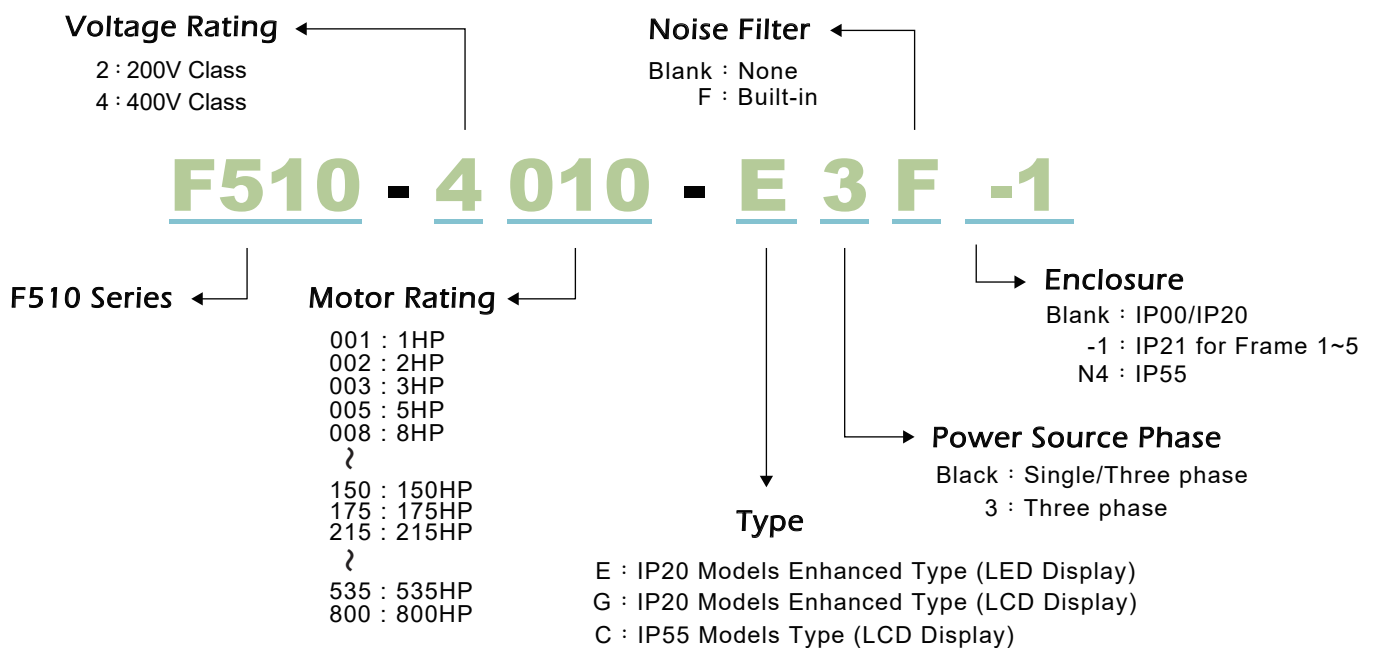 Voltage Rating
2 : 200V Class
4 : 400V Class
Noise Filter
Blank : None
F : Built-in
F510 - 4 010 - E 3 F -1
F510 Series
Motor Rating
001 : 1HP
002 : 2HP
003 : 3HP
005 : 5HP
008 : 8HP
~
150 : 150HP
175 : 175HP
215 : 215HP
~
535 : 535HP
800 : 800HP
Enclosure
Blank : IP00/IP20
-1 : IP21 for Frame 1~5
N4 : IP55
Power Source Phase
Black : Single/Three phase
3 : Three phase
Type
E : IP20 Models Enhanced Type (LED Display)
G : IP20 Models Enhanced Type (LCD Display)
C : IP55 Models Type (LCD Display)